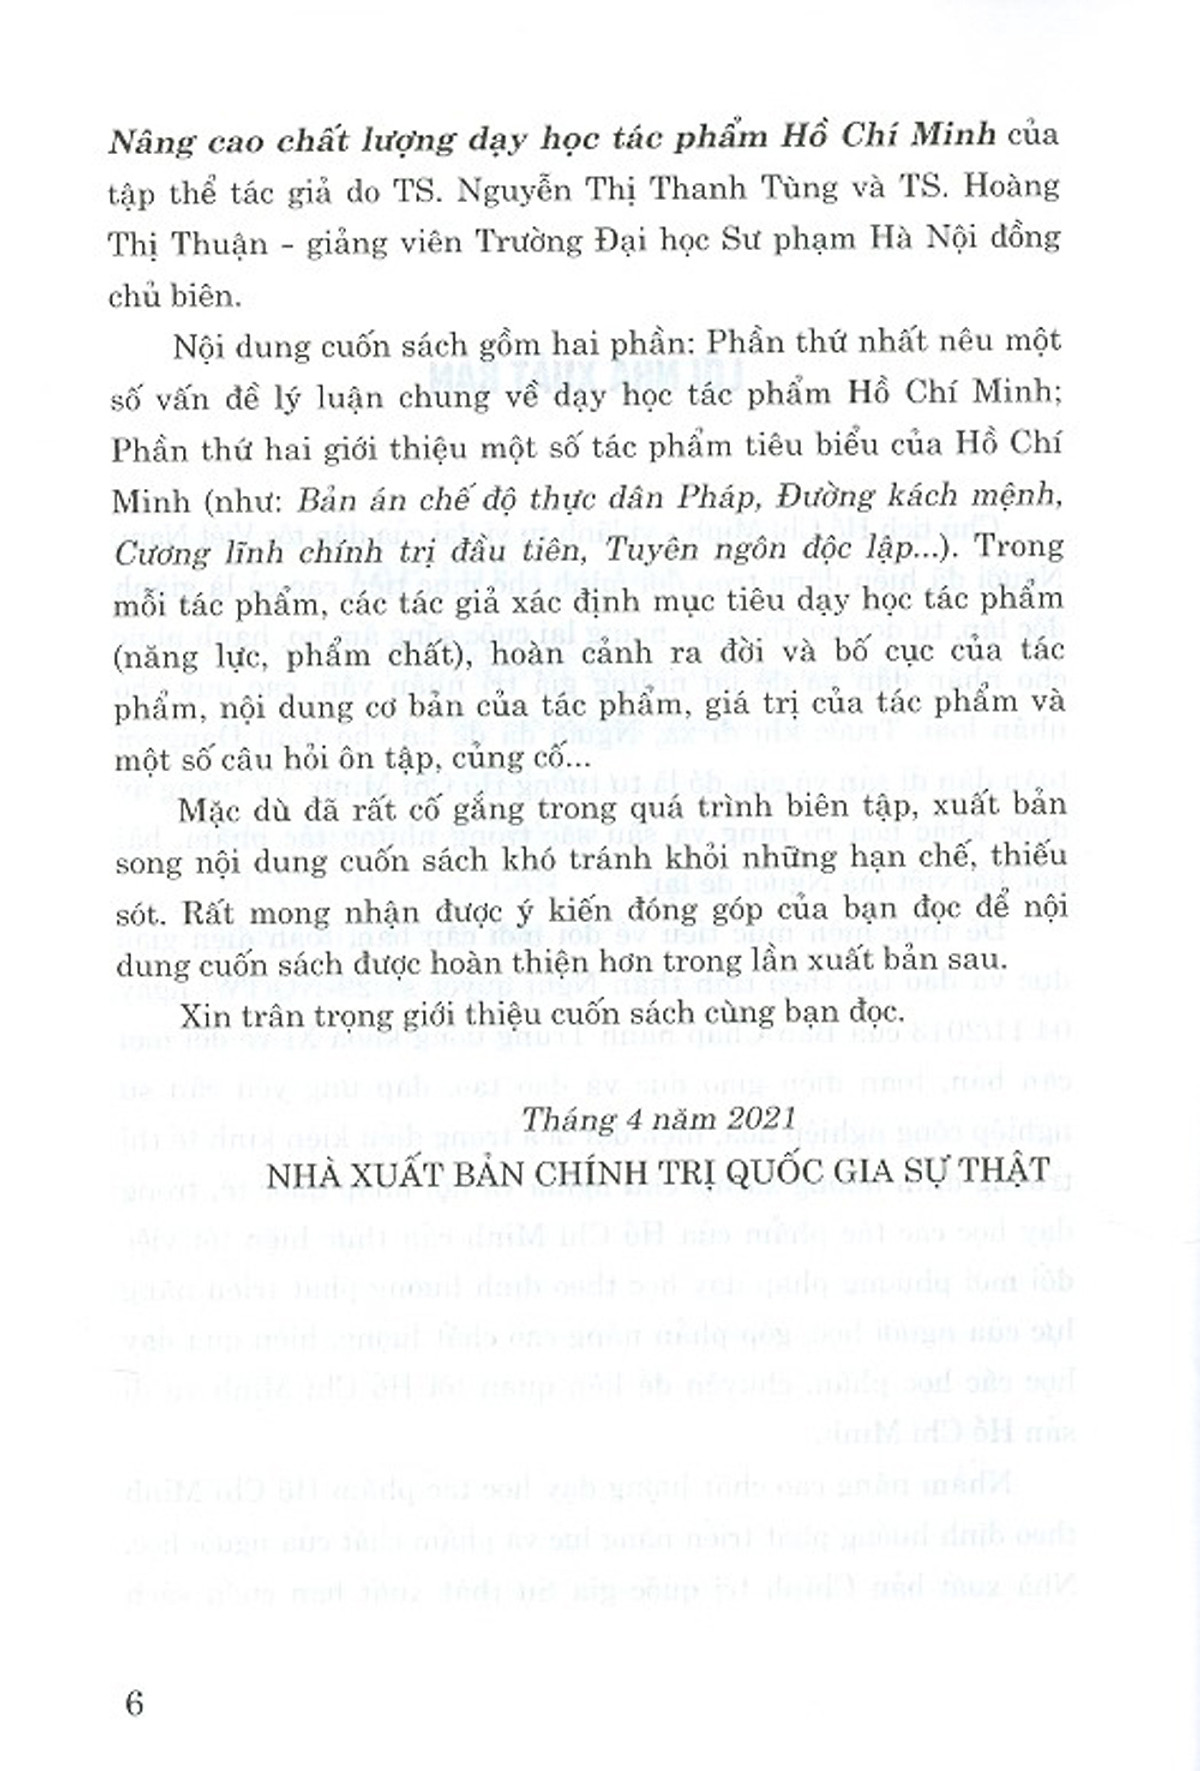 Nâng cao chất lượng dạy học tác phẩm Hồ Chí Minh của
tập thể tác giả do TS. Nguyễn Thị Thanh Tùng và TS. Hoàng
Thị Thuận – giảng viên Trường Đại học Sư phạm Hà Nội đồng
chủ biên.
Nội dung cuốn sách gồm hai phần: Phần thứ nhất nêu một
số vấn đề lý luận chung về dạy học tác phẩm Hồ Chí Minh;
Phần thứ hai giới thiệu một số tác phẩm tiêu biểu của Hồ Chí
Minh (như: Bản án chế độ thực dân Pháp, Đường kách mệnh,
Cương lĩnh chính trị đầu tiên, Tuyên ngôn độc lập...). Trong
mỗi tác phẩm, các tác giả xác định mục tiêu dạy học tác phẩm
(năng lực, phẩm chất), hoàn cảnh ra đời và bố cục của tác
phẩm, nội dung cơ bản của tác phẩm, giá trị của tác phẩm và
một số câu hỏi ôn tập, củng cố...
Mặc dù đã rất cố gắng trong quá trình biên tập, xuất bản
song nội dung cuốn sách khó tránh khỏi những hạn chế, thiếu
sót. Rất mong nhận được ý kiến đóng góp của bạn đọc để nội
dung cuốn sách được hoàn thiện hơn trong lần xuất bản sau.
Xin trân trọng giới thiệu cuốn sách cùng bạn đọc.
Tháng 4 năm 2021
NHÀ XUẤT BẢN CHÍNH TRỊ QUỐC GIA SỰ THẬT
6